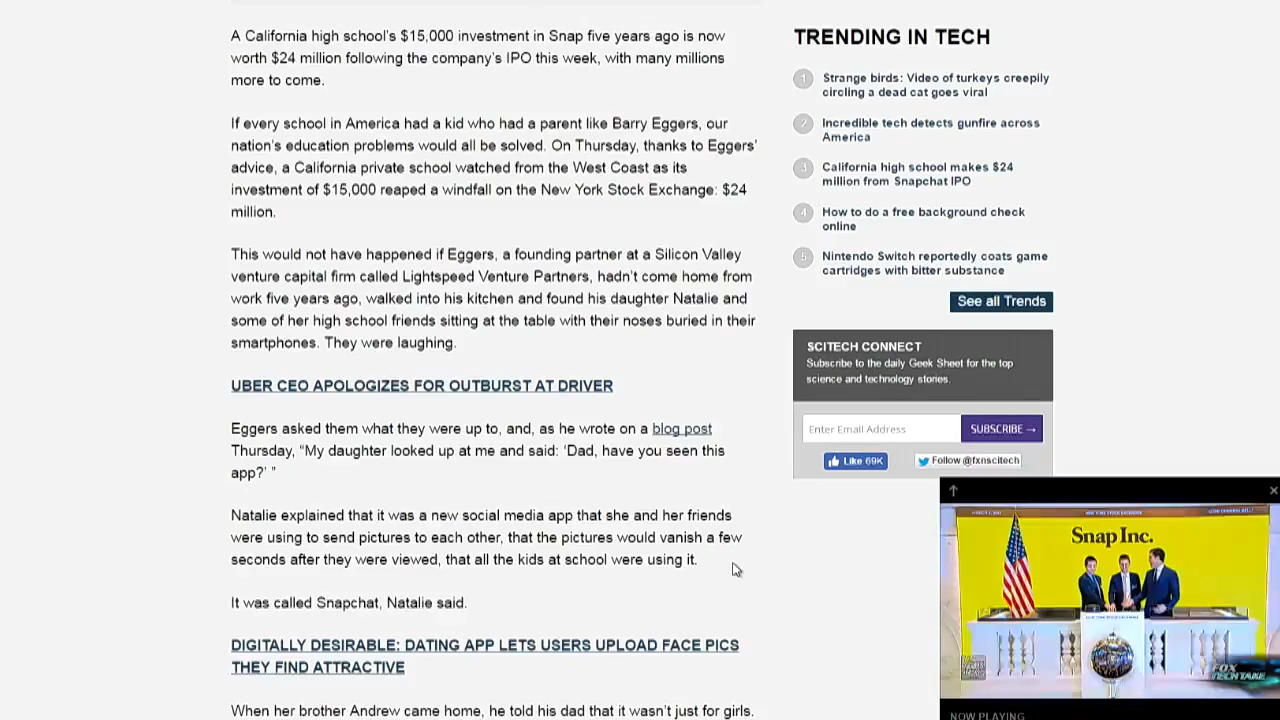 A California high school's $15,000 investment in Snap five years ago is now
worth $24 million following the company's IPO this week, with many millions
more to come.
If every school in America had a kid who had a parent like Barry Eggers, our
nation's education problems would all be solved. On Thursday, thanks to Eggers'
advice, a California private school watched from the West Coast as its
investment of $15,000 reaped a windfall on the New York Stock Exchange: $24
million.
This would not have happened if Eggers, a founding partner at a Silicon Valley
venture capital firm called Lightspeed Venture Partners, hadn't come home from
work five years ago, walked into his kitchen and found his daughter Natalie and
some of her high school friends sitting at the table with their noses buried in their
smartphones. They were laughing.
UBER CEO APOLOGIZES FOR OUTBURST AT DRIVER
Eggers asked them what they were up to, and, as he wrote on a blog post
Thursday, “My daughter looked up at me and said: ‘Dad, have you seen this
app?’ ”
Natalie explained that it was a new social media app that she and her friends
were using to send pictures to each other, that the pictures would vanish a few
seconds after they were viewed, that all the kids at school were using it.
It was called Snapchat, Natalie said.
DIGITALLY DESIRABLE: DATING APP LETS USERS UPLOAD FACE PICS
THEY FIND ATTRACTIVE
When her brother Andrew came home, he told his dad that it wasn't just for girls.
TRENDING IN TECH
1 Strange birds: Video of turkeys creepily
circling a dead cat goes viral
2 Incredible tech detects gunfire across
America
3 California high school makes $24
million from Snapchat IPO
4 How to do a free background check
online
5 Nintendo Switch reportedly coats game
cartridges with bitter substance
See all Trends
SCITECH CONNECT
Subscribe to the daily Geek Sheet for the top
science and technology stories.
Enter Email Address SUBSCRIBE →
Like 69K Follow @fxnscitech
Snap Inc.
FOX
TECH TAKE
NOW PLAYING